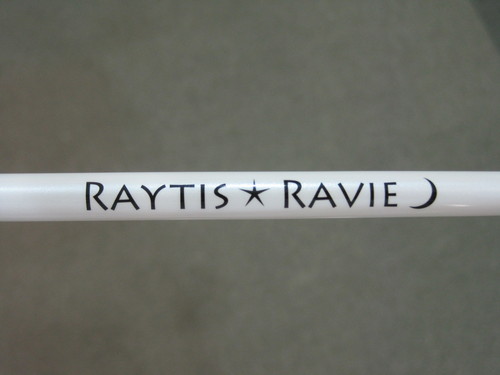 RAYTIS ★ RAVIE ☽